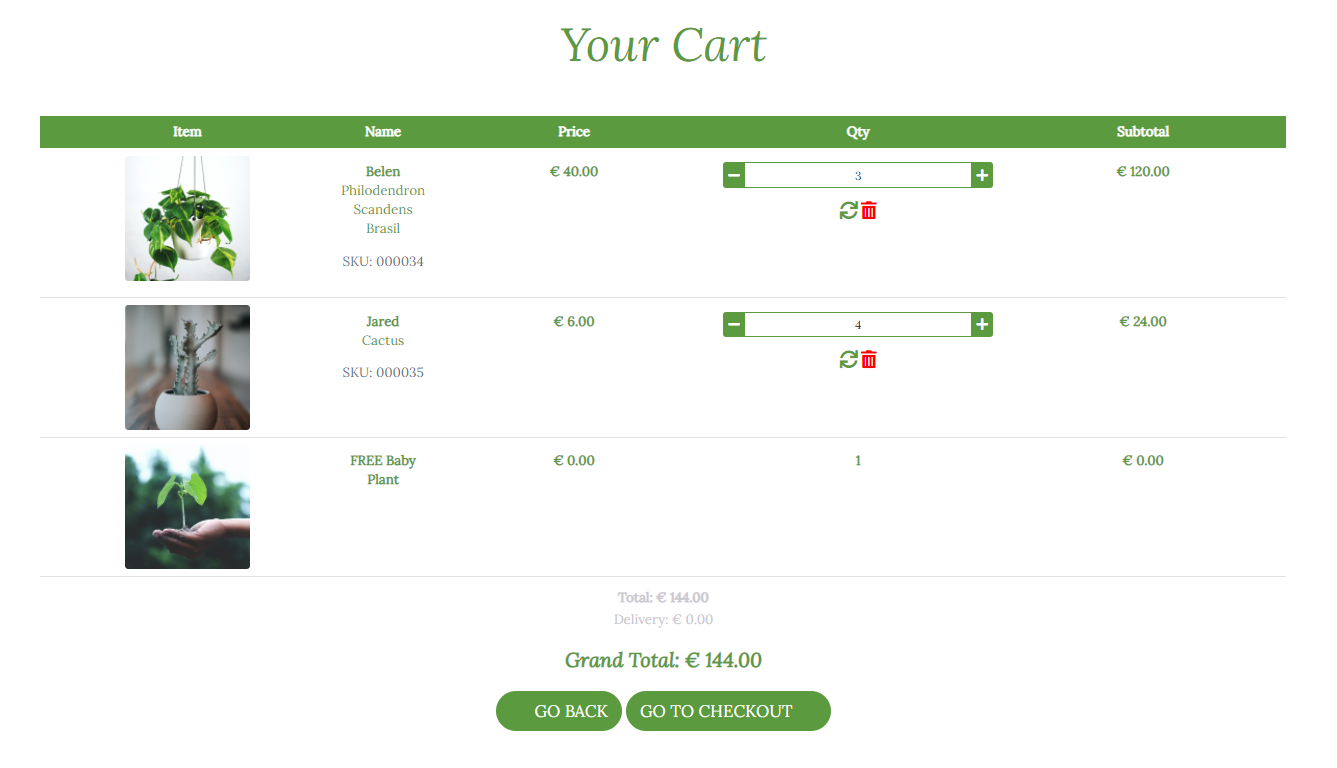 Your Cart
Item Name Price Qty Subtotal
Belen € 40.00 3 € 120.00
Philodendron
Scandens
Brasil
SKU: 000034
Jared € 6.00 4 € 24.00
Cactus
SKU: 000035
FREE Baby € 0.00 1 € 0.00
Plant
Total: € 144.00
Delivery: € 0.00
Grand Total: € 144.00
GO BACK GO TO CHECKOUT